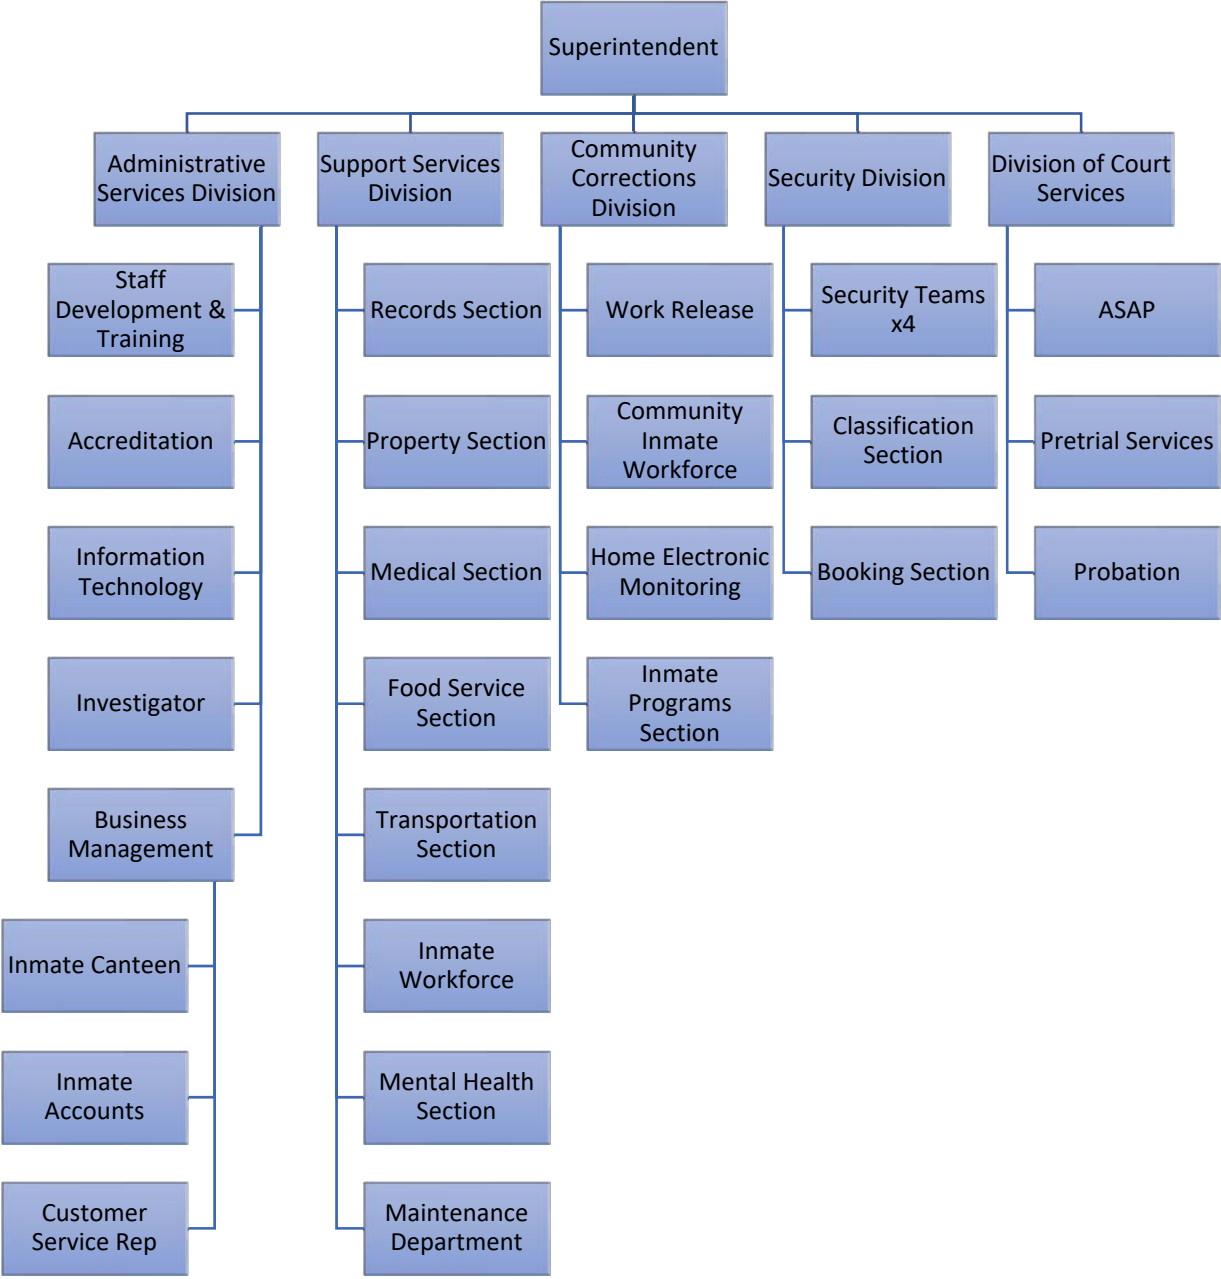 Superintendent
Administrative
Services Division
Support Services
Division
Community
Corrections
Division
Security Division
Division of Court
Services
Staff
Development &
Training
Records Section
Work Release
Security Teams
x4
ASAP
Accreditation
Property Section
Community
Inmate
Workforce
Classification
Section
Pretrial Services
Information
Technology
Medical Section
Home Electronic
Monitoring
Booking Section
Probation
Investigator
Food Service
Section
Inmate
Programs
Section
Business
Management
Transportation
Section
Inmate Canteen
Inmate
Workforce
Inmate
Accounts
Mental Health
Section
Customer
Service Rep
Maintenance
Department